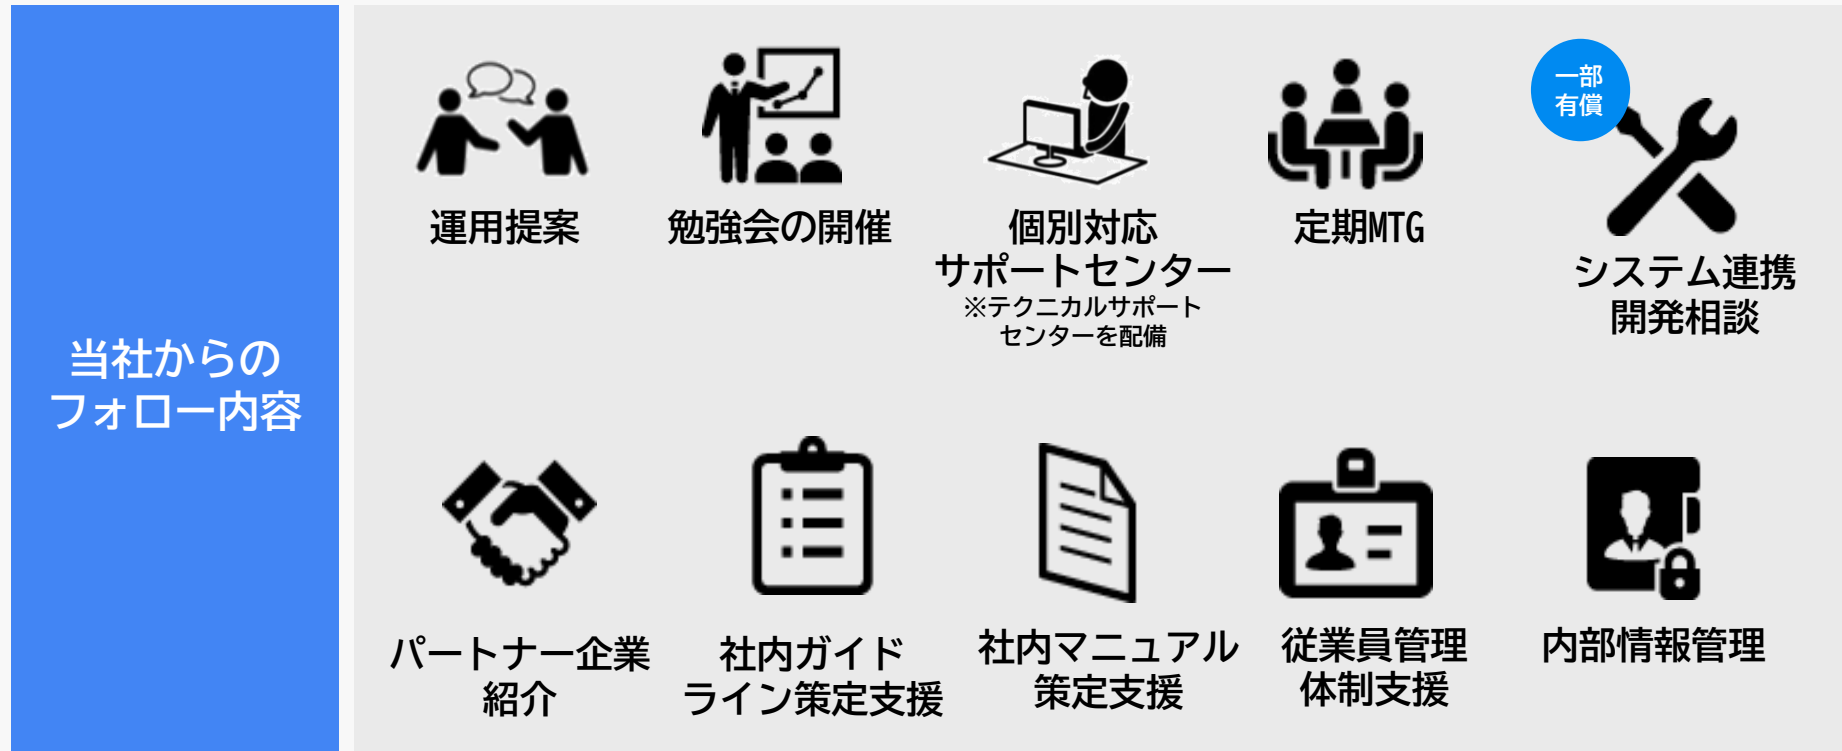 当社からの
フォロー内容
運用提案
勉強会の開催
個別対応
サポートセンター
※テクニカルサポート
センターを配備
定期MTG
一部
有償
システム連携
開発相談
パートナー企業
紹介
社内ガイド
ライン策定支援
社内マニュアル
策定支援
従業員管理
体制支援
内部情報管理